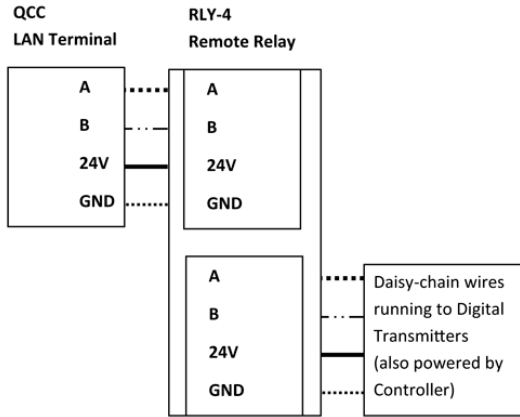 QCC
LAN Terminal
RLY-4
Remote Relay
A
B
24V
GND
A
B
24V
GND
A
B
24V
GND
Daisy-chain wires
running to Digital
Transmitters
(also powered by
Controller)